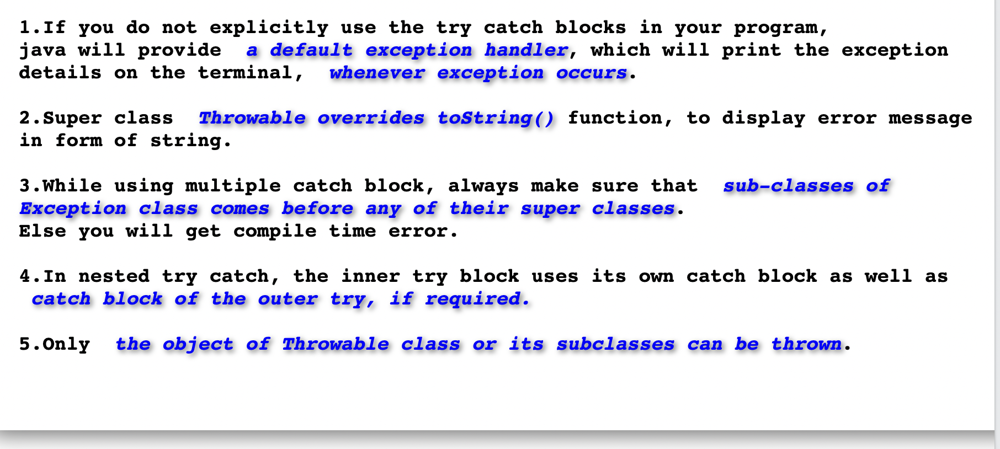 1.If you do not explicitly use the try catch blocks in your program,
java will provide a default exception handler, which will print the exception
details on the terminal, whenever exception occurs.
2.Super class Throwable overrides toString() function, to display error message
in form of string.
3.While using multiple catch block, always make sure that sub-classes of
Exception class comes before any of their super classes.
Else you will get compile time error.
4.In nested try catch, the inner try block uses its own catch block as well as
catch block of the outer try, if required.
5.Only the object of Throwable class or its subclasses can be thrown.